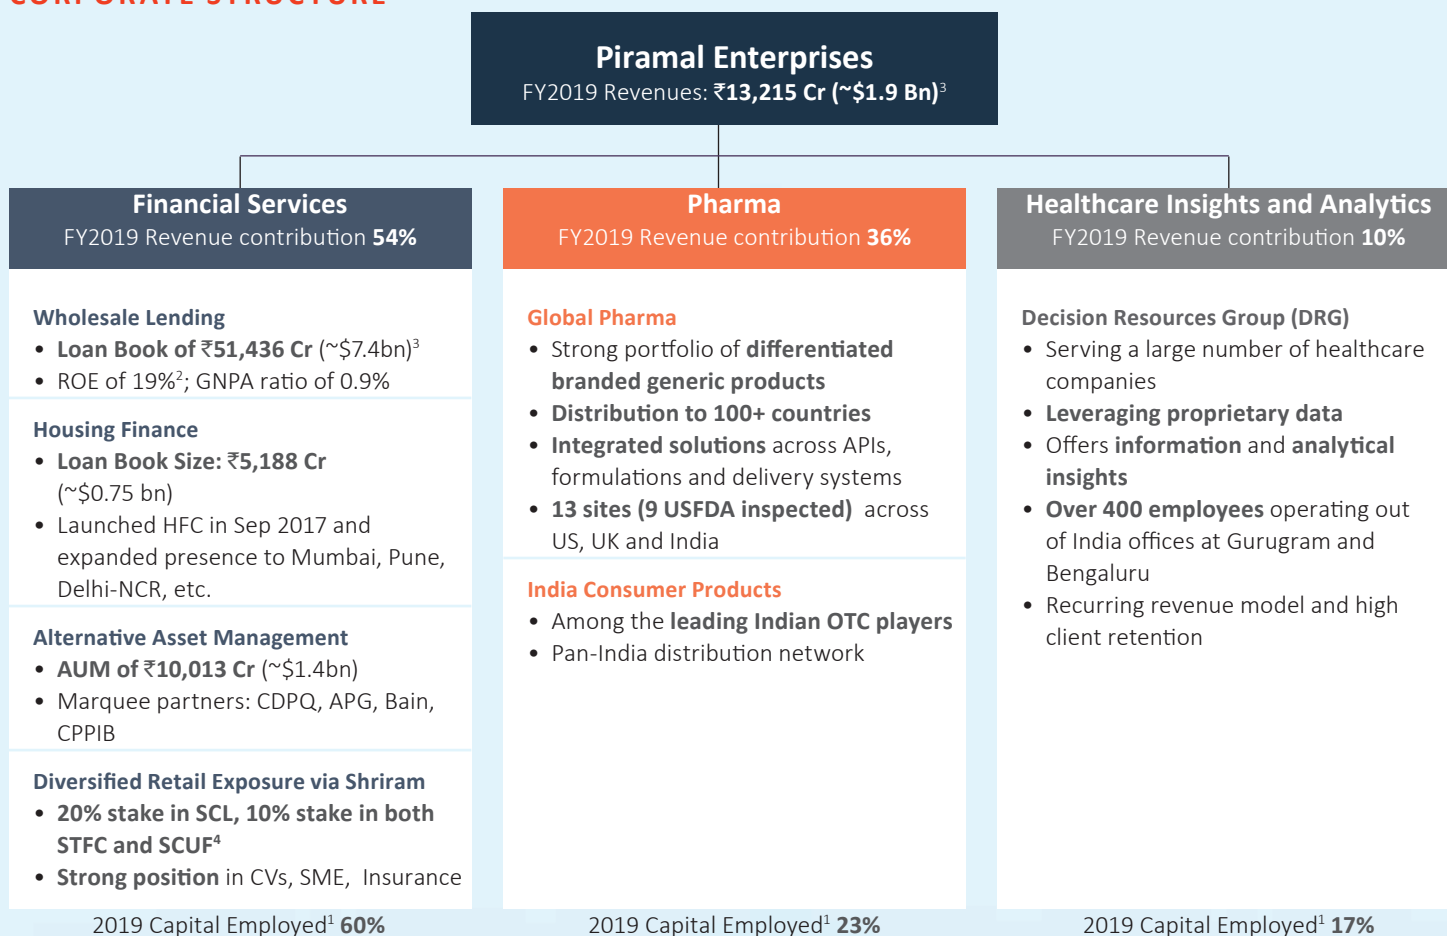 CORPORATE STRUCTURE
Piramal Enterprises
FY2019 Revenues: ₹13,215 Cr (~$1.9 Bn)³
Financial Services
FY2019 Revenue contribution 54%
Wholesale Lending
• Loan Book of ₹51,436 Cr (~$7.4bn)³
• ROE of 19%²; GNPA ratio of 0.9%
Housing Finance
• Loan Book Size: ₹5,188 Cr
(~$0.75 bn)
• Launched HFC in Sep 2017 and
expanded presence to Mumbai, Pune,
Delhi-NCR, etc.
Alternative Asset Management
• AUM of ₹10,013 Cr (~$1.4bn)
• Marquee partners: CDPQ, APG, Bain,
CPPIB
Diversified Retail Exposure via Shriram
• 20% stake in SCL, 10% stake in both
STFC and SCUF⁴
• Strong position in CVs, SME, Insurance
2019 Capital Employed¹ 60%
Pharma
FY2019 Revenue contribution 36%
Global Pharma
• Strong portfolio of differentiated
branded generic products
• Distribution to 100+ countries
• Integrated solutions across APIs,
formulations and delivery systems
• 13 sites (9 USFDA inspected) across
US, UK and India
India Consumer Products
• Among the leading Indian OTC players
• Pan-India distribution network
2019 Capital Employed¹ 23%
Healthcare Insights and Analytics
FY2019 Revenue contribution 10%
Decision Resources Group (DRG)
• Serving a large number of healthcare
companies
• Leveraging proprietary data
• Offers information and analytical
insights
• Over 400 employees operating out
of India offices at Gurugram and
Bengaluru
• Recurring revenue model and high
client retention
2019 Capital Employed¹ 17%